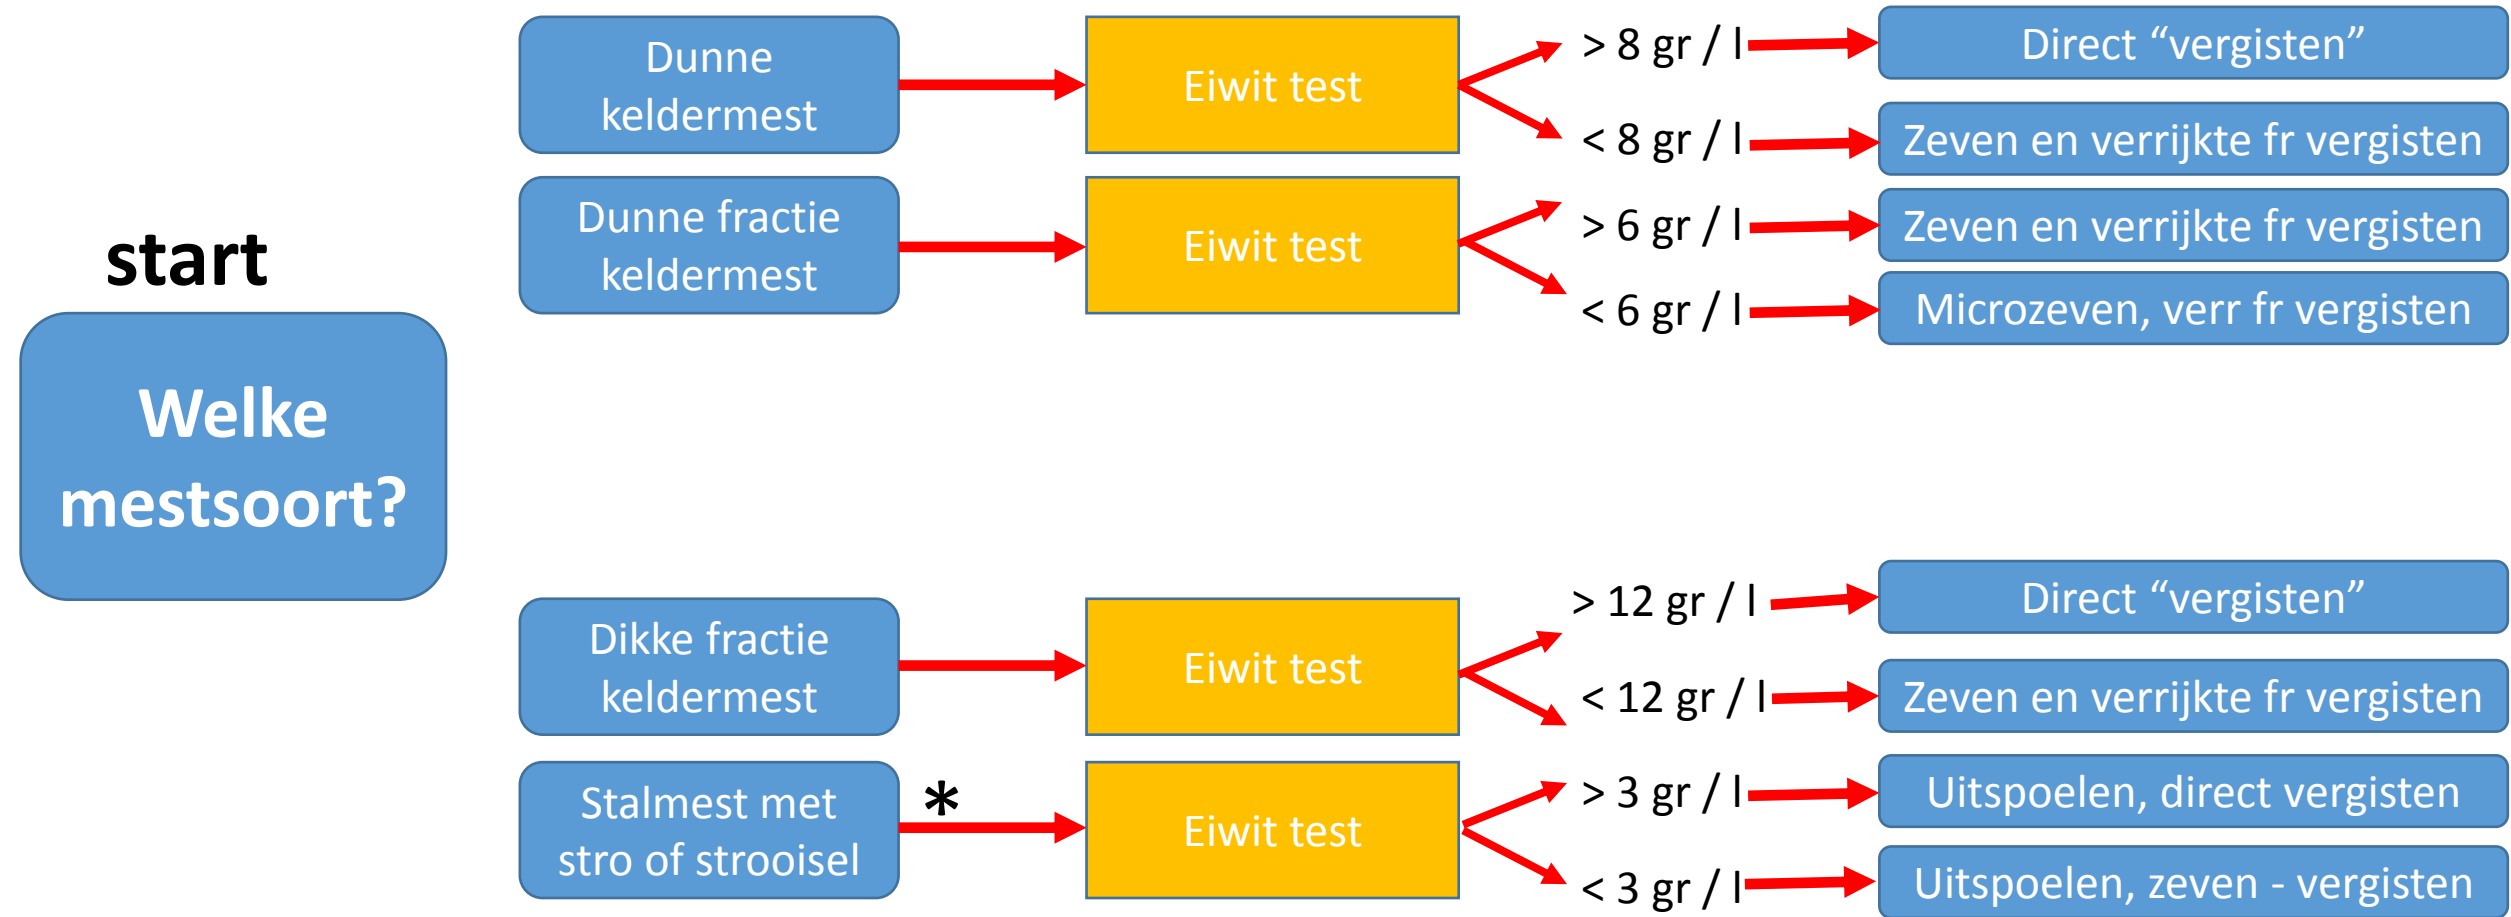 start
Welke
mestsoort?
Dunne
keldermest
Eiwit test
> 8 gr / l
Direct “vergisten”
< 8 gr / l
Zeven en verrijkte fr vergisten
Dunne fractie
keldermest
Eiwit test
> 6 gr / l
Zeven en verrijkte fr vergisten
< 6 gr / l
Microzeven, verr fr vergisten
Dikke fractie
keldermest
Eiwit test
> 12 gr / l
Direct “vergisten”
< 12 gr / l
Zeven en verrijkte fr vergisten
Stalmest met
stro of strooisel
*
Eiwit test
> 3 gr / l
Uitspoelen, direct vergisten
< 3 gr / l
Uitspoelen, zeven - vergisten